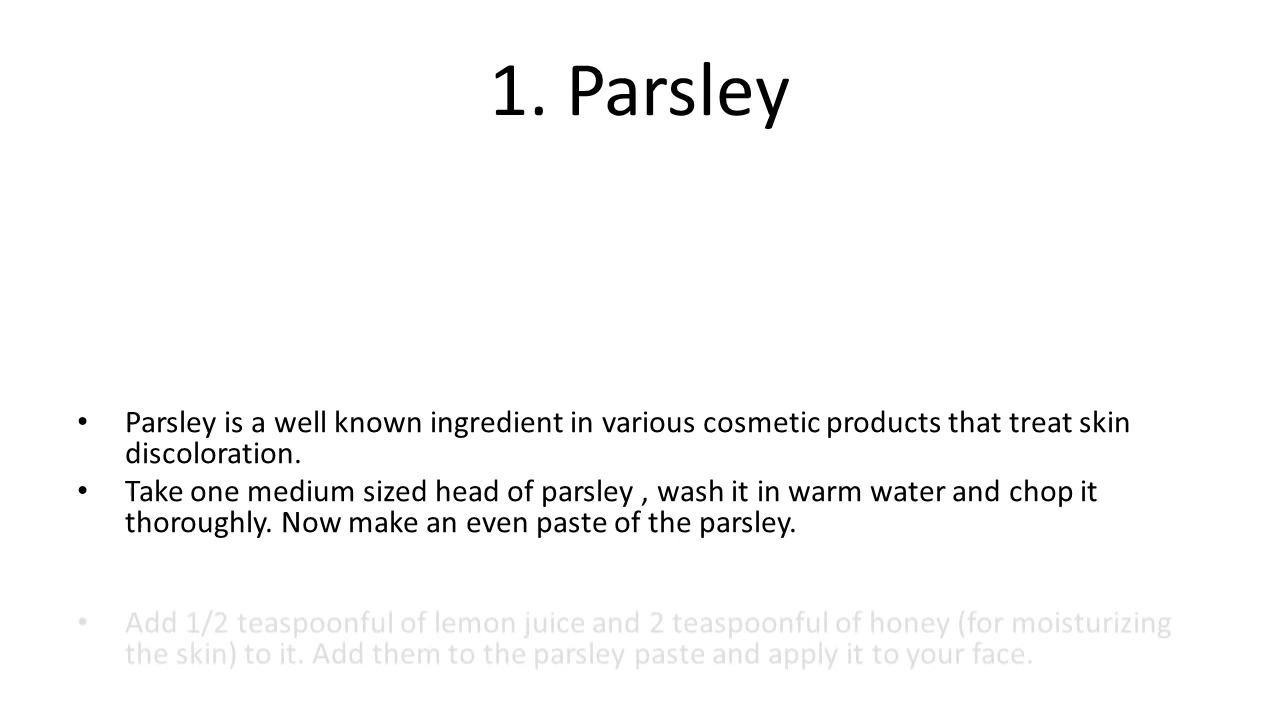 1. Parsley
• Parsley is a well known ingredient in various cosmetic products that treat skin
discoloration.
• Take one medium sized head of parsley , wash it in warm water and chop it
thoroughly. Now make an even paste of the parsley.
• Add 1/2 teaspoonful of lemon juice and 2 teaspoonful of honey (for moisturizing
the skin) to it. Add them to the parsley paste and apply it to your face.